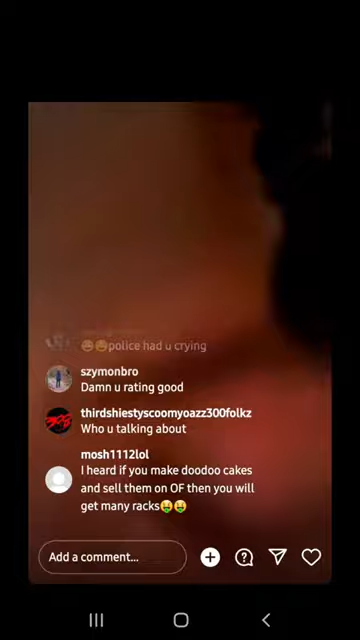 😩😩police had u crying
szymonbro
Damn u rating good
thirdshiestyscoomyoazz300folkz
Who u talking about
mosh1112lol
I heard if you make doodoo cakes
and sell them on OF then you will
get many racks🤑🤑
Add a comment...